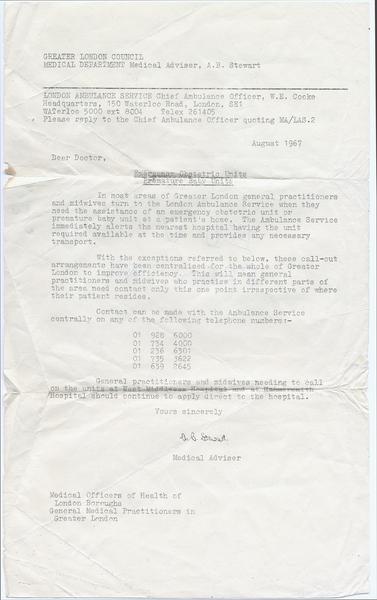 GREATER LONDON COUNCIL
MEDICAL DEPARTMENT Medical Adviser, A.B. Stewart
LONDON AMBULANCE SERVICE Chief Ambulance Officer, W.E. Cooke
Headquarters, 150 Waterloo Road, London. SE1
WATerloo 5000 ext 8004 Telex 261405
Please reply to the Chief Ambulance Officer quoting MA/LAS.2
August 1967
Dear Doctor,
Emergency Obstetric Units
Premature Baby Units
In most areas of Greater London general practitioners
and midwives turn to the London Ambulance Service when they
need the assistance of an emergency obstetric unit or
premature baby unit at a patient's home. The Ambulance Service
immediately alerts the nearest hospital having the unit
required available at the time and provides any necessary
transport.
With the exceptions referred to below, these call-out
arrangements have been centralised for the whole of Greater
London to improve efficiency. This will mean general
practitioners and midwives who practise in different parts of
the area need contact only this one point irrespective of where
their patient resides.
Contact can be made with the Ambulance Service
centrally on any of the following telephone numbers:-
01 928 6000
01 734 4000
01 236 6301
01 735 3622
01 639 2645
General practitioners and midwives needing to call
on the units at West Middlesex Hospital and at Hammersmith
Hospital should continue to apply direct to the hospital.
Yours sincerely
A B Stewart
Medical Adviser
Medical Officers of Health of
London Boroughs
General Medical Practitioners in
Greater London